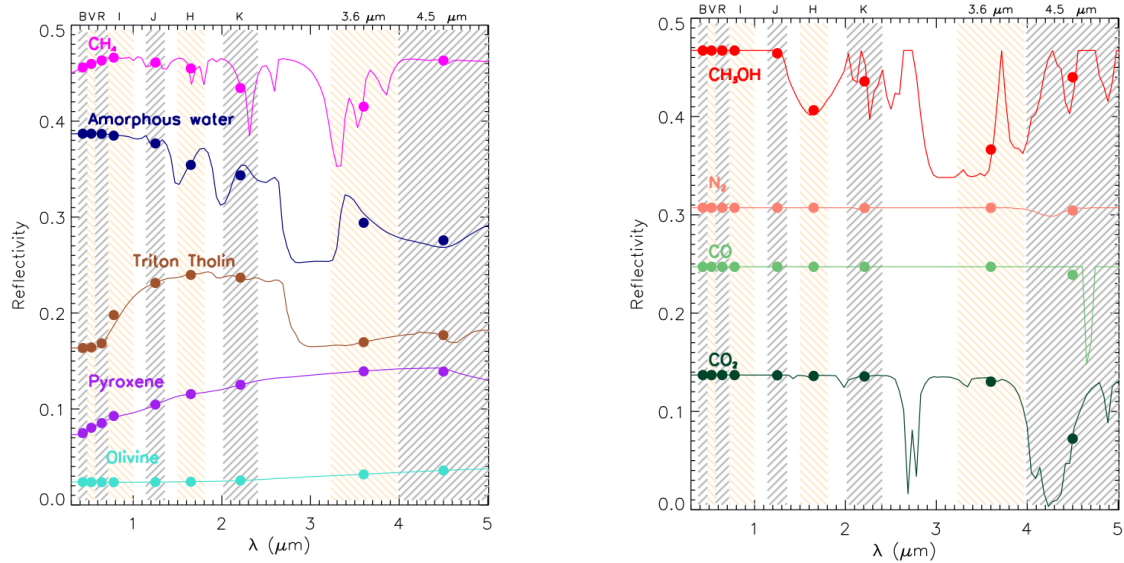 B V R I J H K 3.6 μm 4.5 μm
0.5
0.4
0.3
0.2
0.1
0.0
Reflectivity
CH₄
Amorphous water
Triton Tholin
Pyroxene
Olivine
1 2 3 4 5
λ (μm)
B V R I J H K 3.6 μm 4.5 μm
0.5
0.4
0.3
0.2
0.1
0.0
Reflectivity
CH₃OH
N₂
CO
CO₂
1 2 3 4 5
λ (μm)